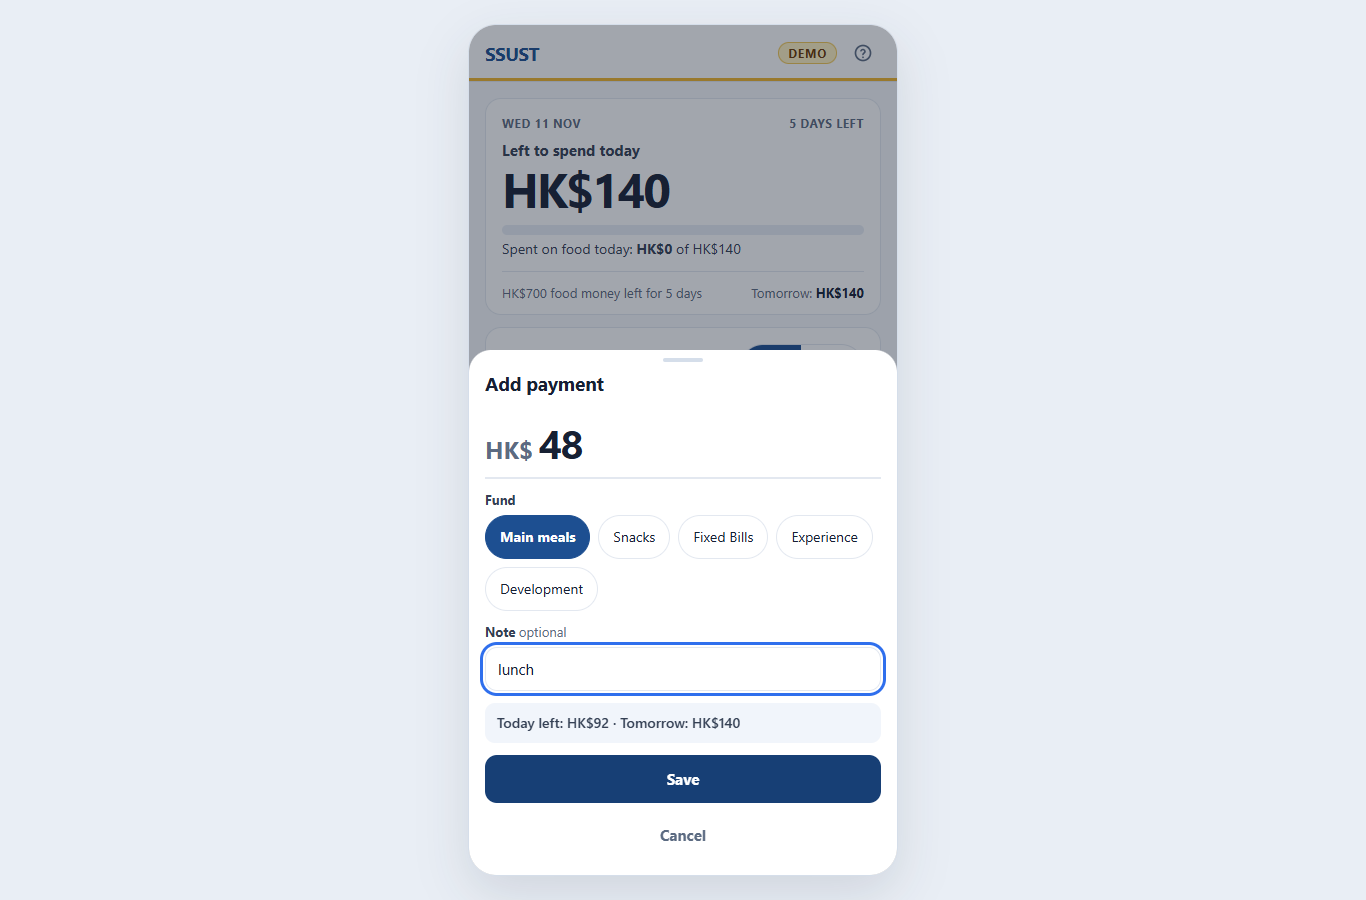 SSUST
DEMO
?
WED 11 NOV
5 DAYS LEFT
Left to spend today
HK$140
Spent on food today: HK$0 of HK$140
HK$700 food money left for 5 days
Tomorrow: HK$140
Add payment
HK$ 48
Fund
Main meals
Snacks
Fixed Bills
Experience
Development
Note optional
lunch
Today left: HK$92 · Tomorrow: HK$140
Save
Cancel